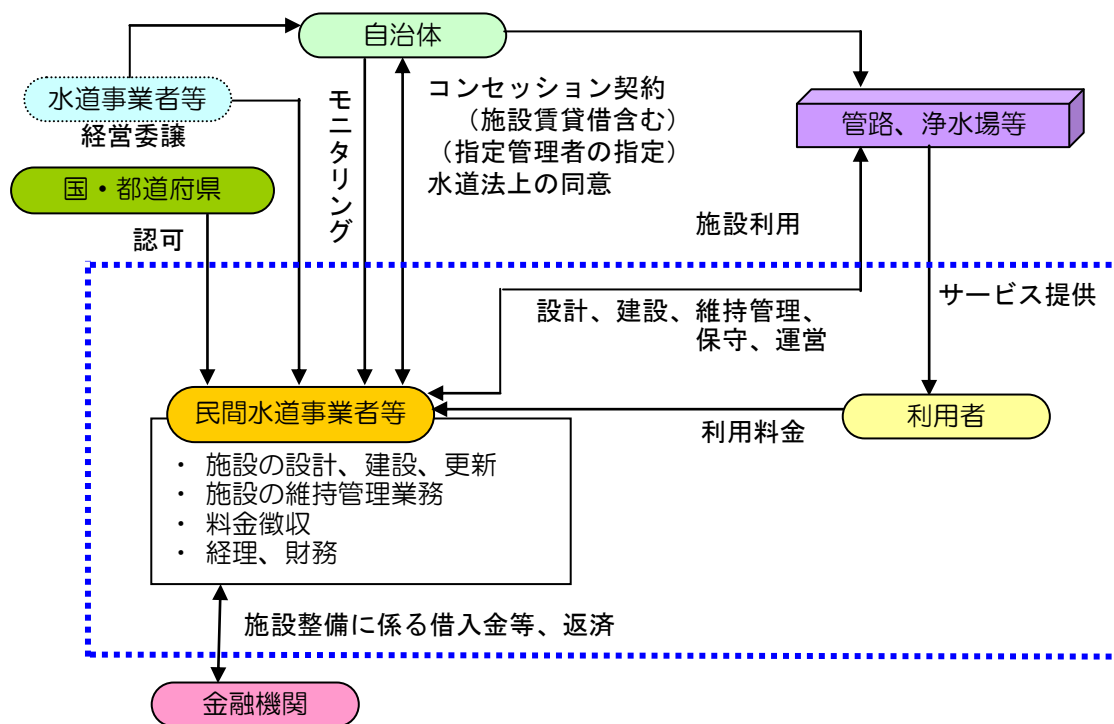 自治体
水道事業者等
経営委譲
国・都道府県
認可
モニタリング
コンセッション契約
（施設賃貸借含む）
（指定管理者の指定）
水道法上の同意
管路、浄水場等
施設利用
サービス提供
設計、建設、維持管理、
保守、運営
民間水道事業者等
利用者
利用料金
・ 施設の設計、建設、更新
・ 施設の維持管理業務
・ 料金徴収
・ 経理、財務
施設整備に係る借入金等、返済
金融機関